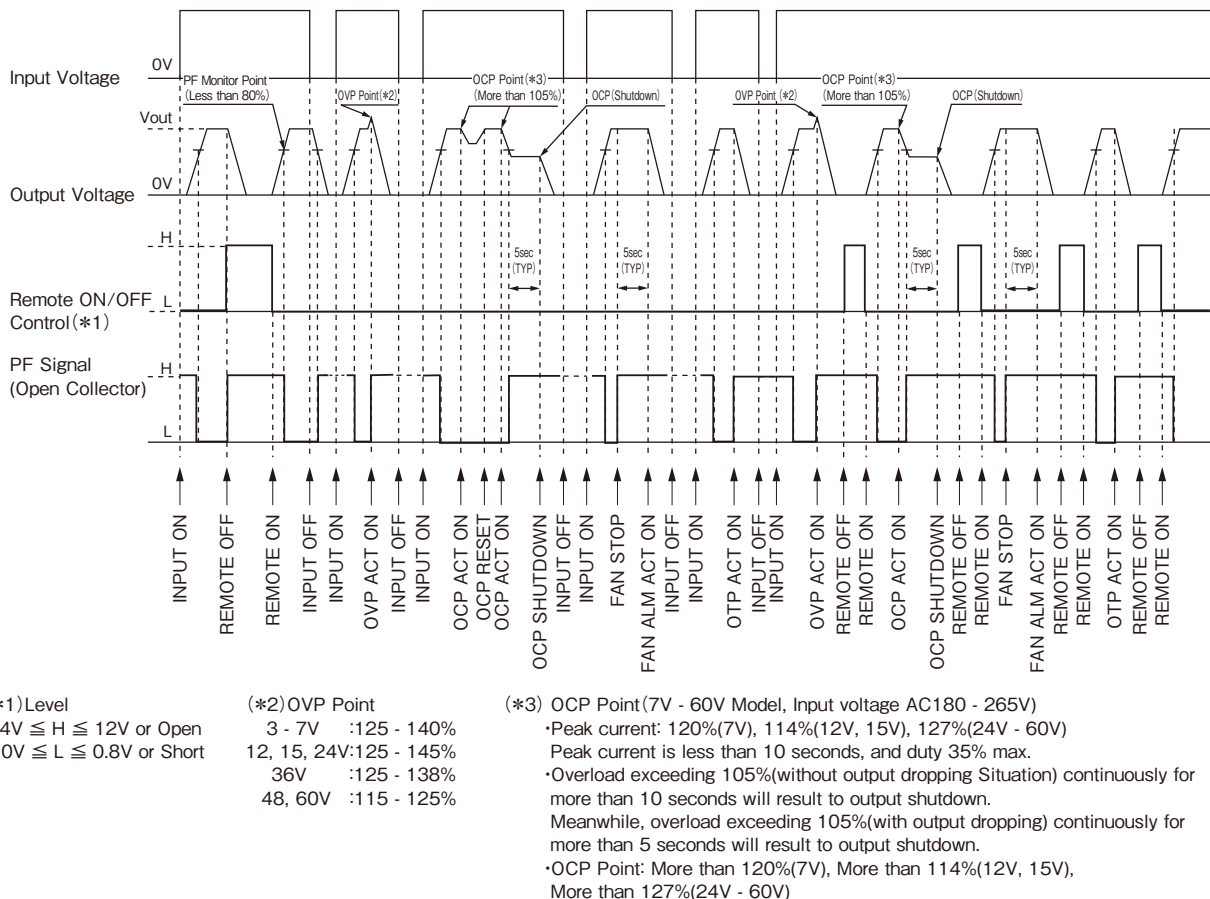 0V
Input Voltage
PF Monitor Point
(Less than 80%)
OVP Point(*2)
OCP Point(*3)
(More than 105%)
OCP(Shutdown)
OVP Point(*2)
OCP Point(*3)
(More than 105%)
OCP(Shutdown)
Vout
0V
Output Voltage
H
5sec
(TYP)
5sec
(TYP)
5sec
(TYP)
5sec
(TYP)
Remote ON/OFF
Control(*1)
L
PF Signal
(Open Collector)
H
L
INPUT ON
REMOTE OFF
REMOTE ON
INPUT OFF
INPUT ON
OVP ACT ON
INPUT OFF
INPUT ON
OCP ACT ON
OCP RESET
OCP ACT ON
OCP SHUTDOWN
INPUT OFF
INPUT ON
FAN STOP
FAN ALM ACT ON
INPUT OFF
INPUT ON
OTP ACT ON
INPUT OFF
INPUT ON
OVP ACT ON
REMOTE OFF
REMOTE ON
OCP ACT ON
OCP SHUTDOWN
REMOTE OFF
REMOTE ON
FAN STOP
FAN ALM ACT ON
REMOTE OFF
REMOTE ON
OTP ACT ON
REMOTE OFF
REMOTE ON
*1)Level
4V ≦ H ≦ 12V or Open
0V ≦ L ≦ 0.8V or Short
(*2)OVP Point
3 - 7V :125 - 140%
12, 15, 24V:125 - 145%
36V :125 - 138%
48, 60V :115 - 125%
(*3) OCP Point(7V - 60V Model, Input voltage AC180 - 265V)
・Peak current: 120%(7V), 114%(12V, 15V), 127%(24V - 60V)
Peak current is less than 10 seconds, and duty 35% max.
・Overload exceeding 105%(without output dropping Situation) continuously for
more than 10 seconds will result to output shutdown.
Meanwhile, overload exceeding 105%(with output dropping) continuously for
more than 5 seconds will result to output shutdown.
・OCP Point: More than 120%(7V), More than 114%(12V, 15V),
More than 127%(24V - 60V)